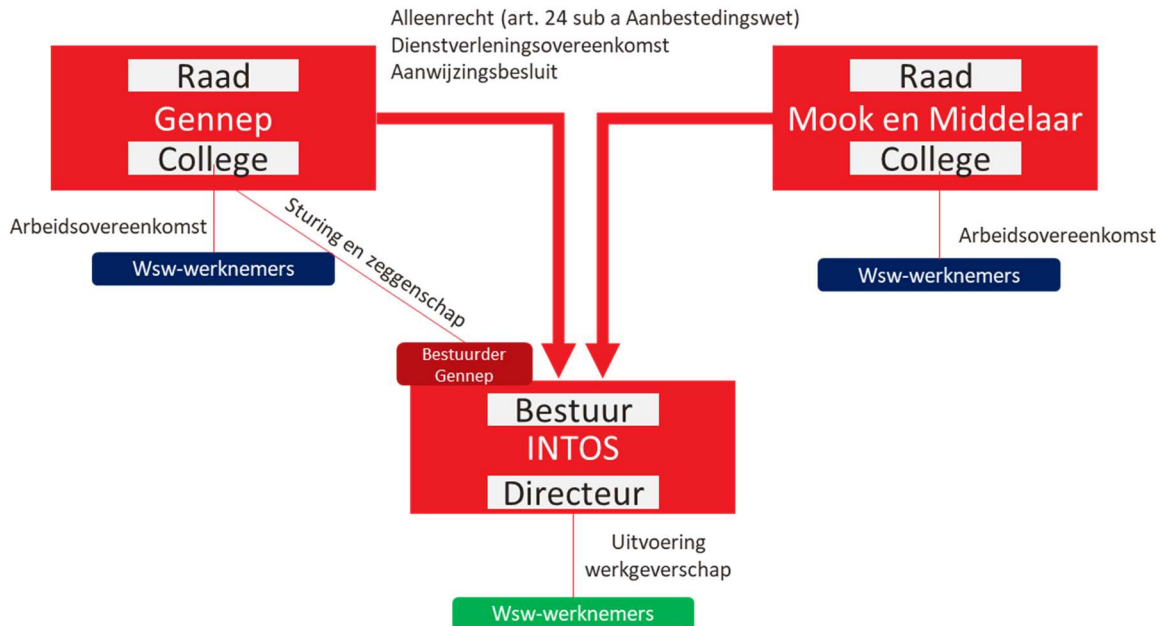 Alleenrecht (art. 24 sub a Aanbestedingswet)
Dienstverleningsovereenkomst
Aanwijzingsbesluit
Raad
Gennep
College
Raad
Mook en Middelaar
College
Arbeidsovereenkomst
Wsw-werknemers
Sturing en zeggenschap
Arbeidsovereenkomst
Wsw-werknemers
Bestuurder
Gennep
Bestuur
INTOS
Directeur
Uitvoering
werkgeverschap
Wsw-werknemers